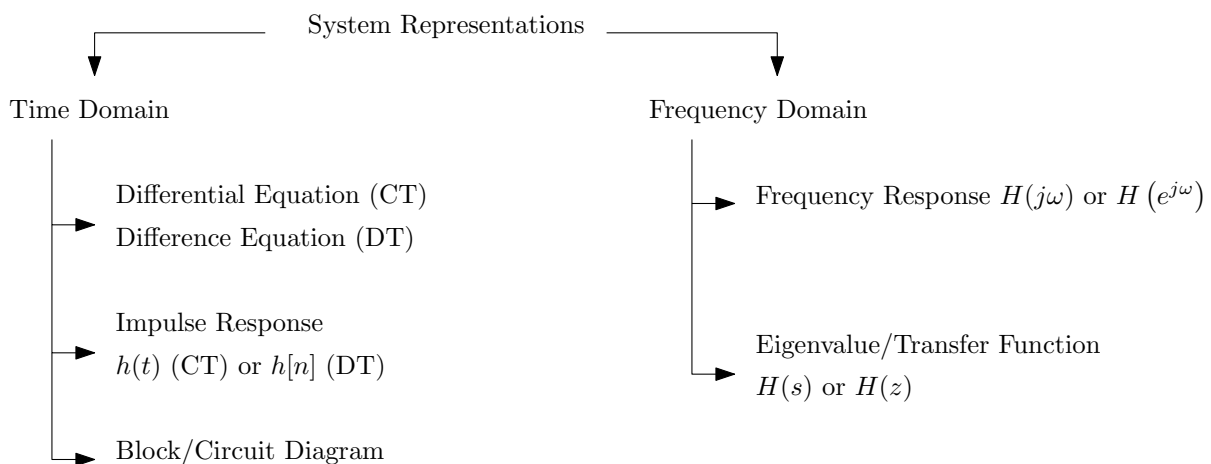 System Representations
Time Domain
Differential Equation (CT)
Difference Equation (DT)
Impulse Response
h(t) (CT) or h[n] (DT)
Block/Circuit Diagram
Frequency Domain
Frequency Response H(jω) or H(e^{jω})
Eigenvalue/Transfer Function
H(s) or H(z)